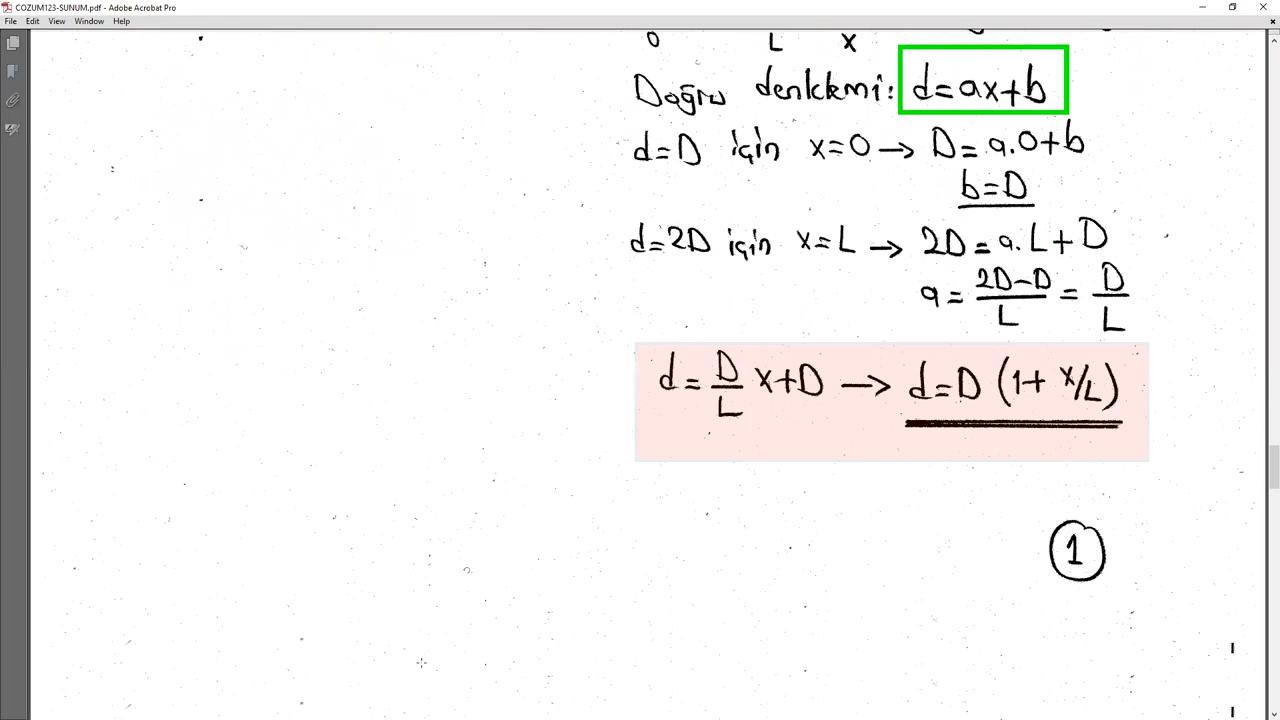 COZUM123-SUNUM.pdf - Adobe Acrobat Pro
File Edit View Window Help
0 L x
Doğru denklemi: d=ax+b
d=D için x=0 → D=a.0+b
b=D
d=2D için x=L → 2D=a.L+D
a = 2D-D/L = D/L
d = D/L x+D → d=D (1+ x/L)
1